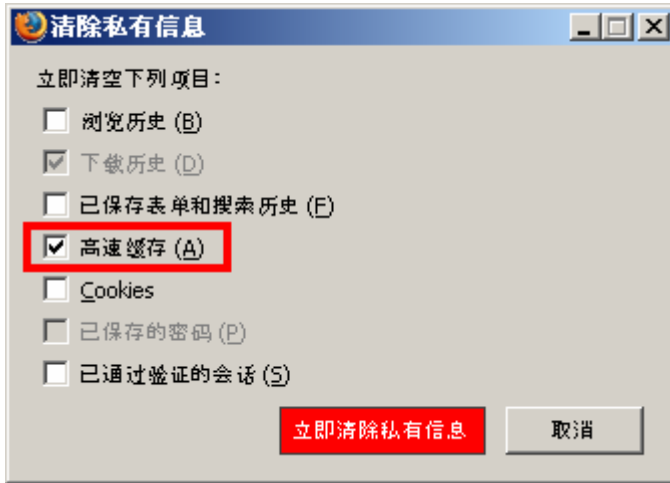 清除私有信息
立即清空下列项目:
浏览历史 (B)
下载历史 (D)
已保存表单和搜索历史 (F)
高速缓存 (A)
Cookies
已保存的密码 (P)
已通过验证的会话 (S)
立即清除私有信息
取消